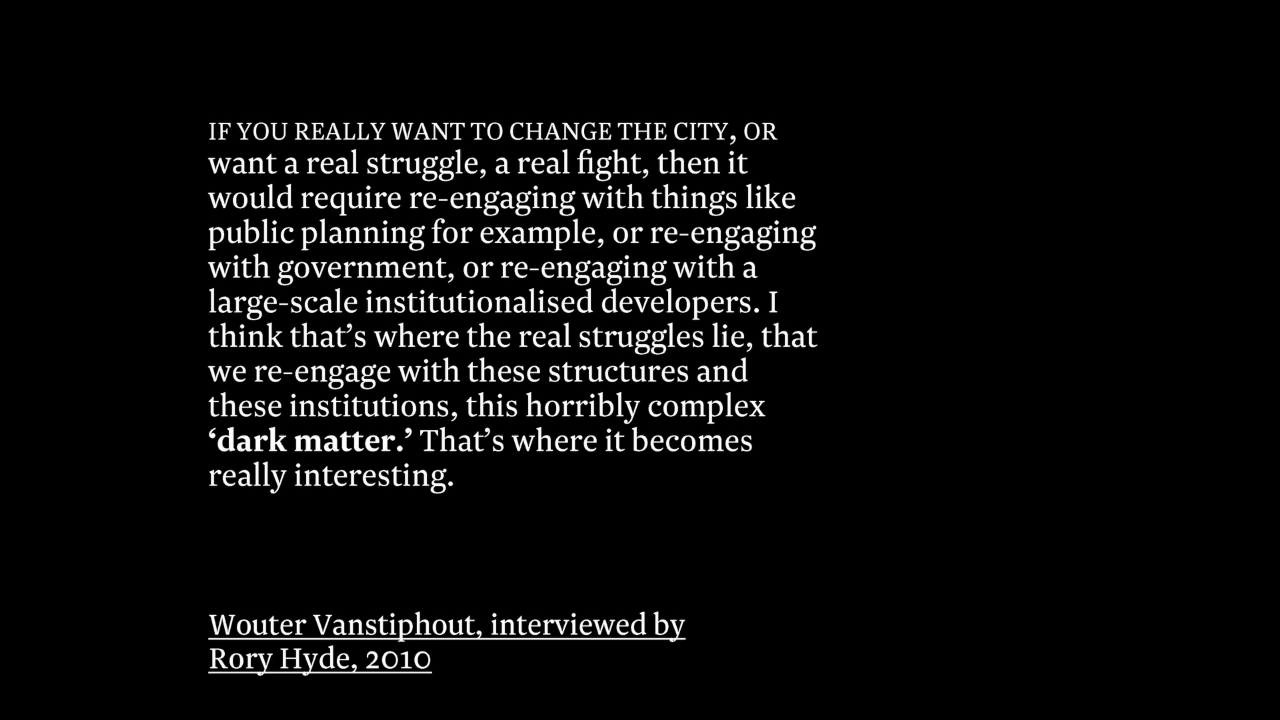 IF YOU REALLY WANT TO CHANGE THE CITY, OR
want a real struggle, a real fight, then it
would require re-engaging with things like
public planning for example, or re-engaging
with government, or re-engaging with a
large-scale institutionalised developers. I
think that’s where the real struggles lie, that
we re-engage with these structures and
these institutions, this horribly complex
‘dark matter.’ That’s where it becomes
really interesting.
Wouter Vanstiphout, interviewed by
Rory Hyde, 2010